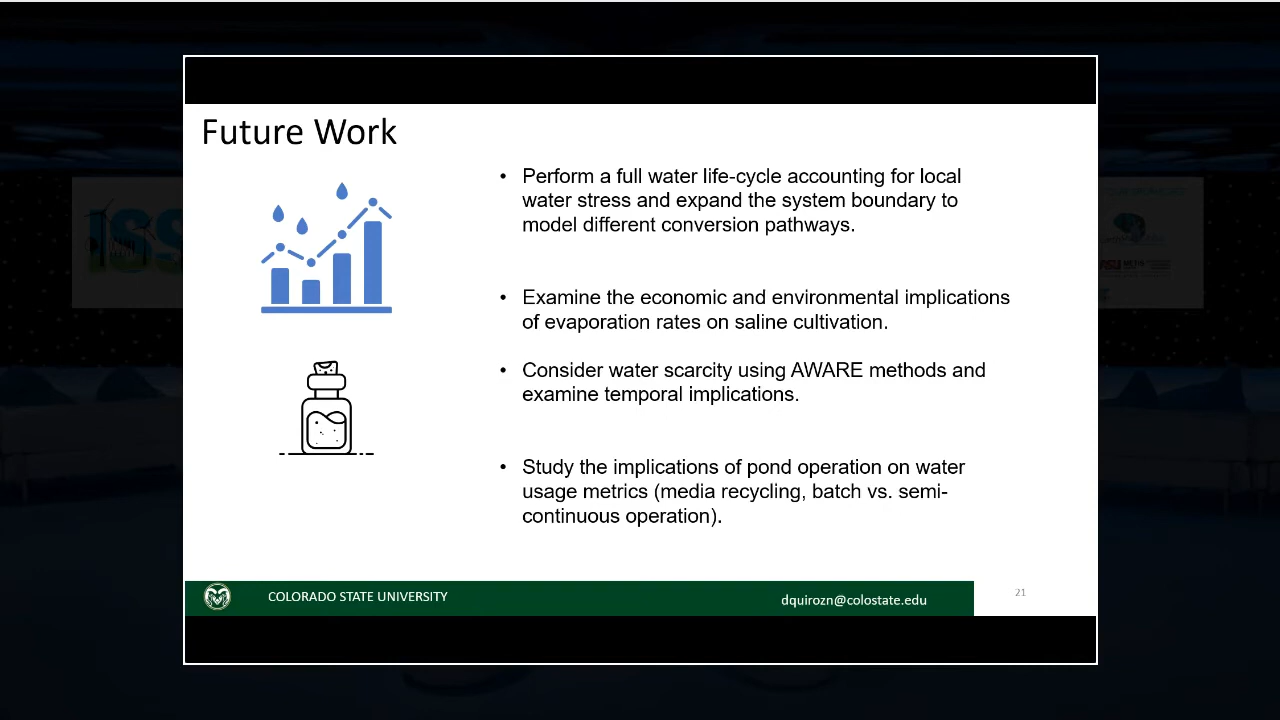 Future Work
• Perform a full water life-cycle accounting for local
water stress and expand the system boundary to
model different conversion pathways.
• Examine the economic and environmental implications
of evaporation rates on saline cultivation.
• Consider water scarcity using AWARE methods and
examine temporal implications.
• Study the implications of pond operation on water
usage metrics (media recycling, batch vs. semi-
continuous operation).
COLORADO STATE UNIVERSITY
dquirozn@colostate.edu
21
ISS